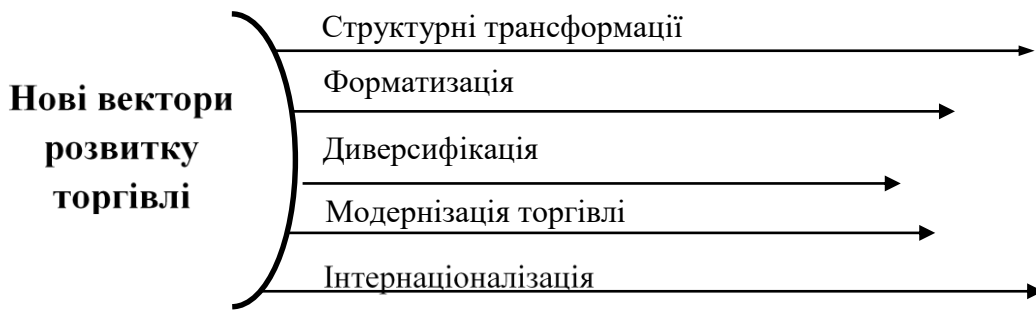 Нові вектори
розвитку
торгівлі
Структурні трансформації
Форматизація
Диверсифікація
Модернізація торгівлі
Інтернаціоналізація